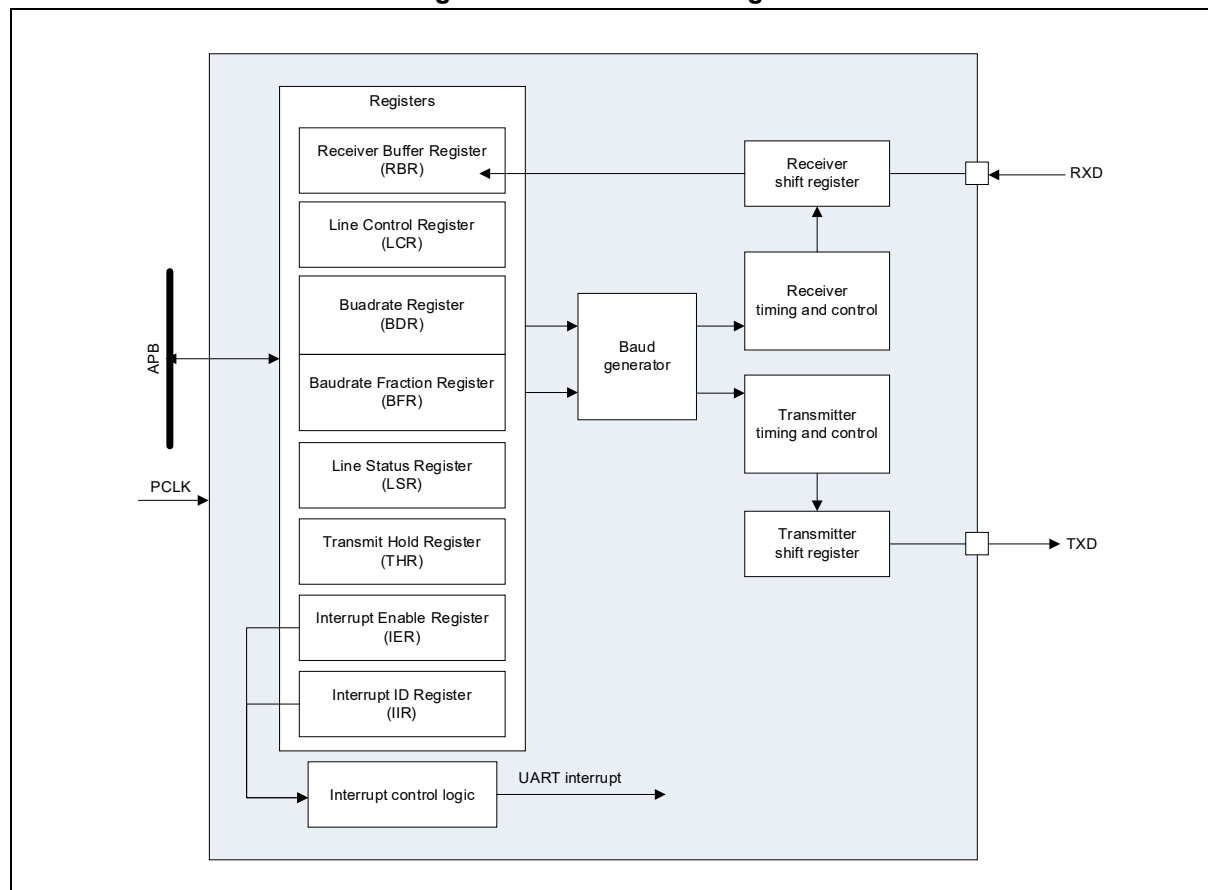 Registers
Receiver Buffer Register
(RBR)
Line Control Register
(LCR)
Buadrate Register
(BDR)
Baudrate Fraction Register
(BFR)
Line Status Register
(LSR)
Transmit Hold Register
(THR)
Interrupt Enable Register
(IER)
Interrupt ID Register
(IIR)
Interrupt control logic
UART interrupt
APB
PCLK
Baud
generator
Receiver
shift register
Receiver
timing and control
Transmitter
timing and control
Transmitter
shift register
RXD
TXD